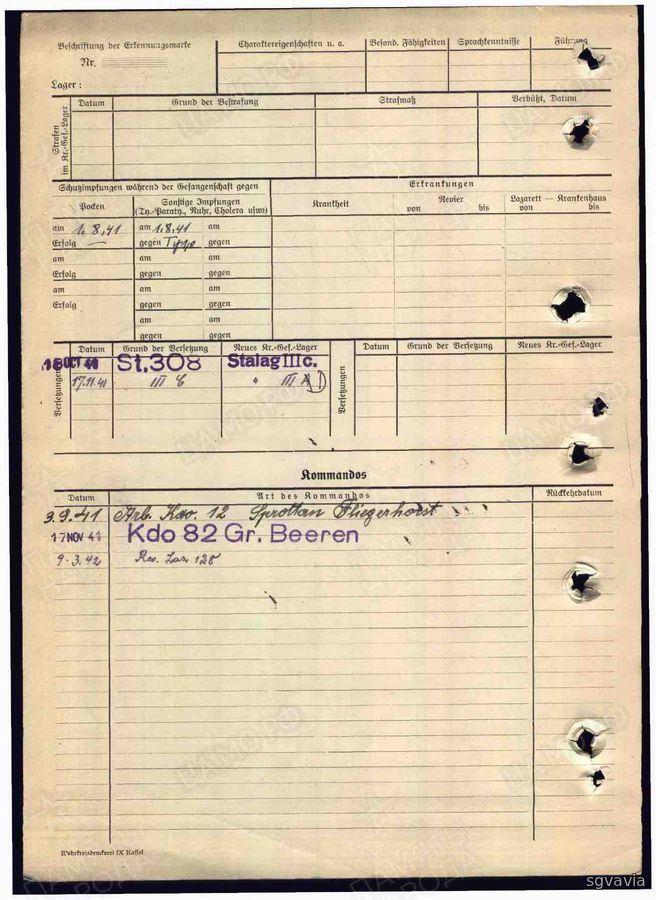 Beschriftung der Erkennungsmarke
Nr.
Lager:
Charaktereigenschaften u. a.
Besond. Fähigkeiten
Sprachkenntnisse
Führung
Strafen im Kr.-Gef.-Lager
Datum
Grund der Bestrafung
Strafmaß
Verbüßt, Datum
Schutzimpfungen während der Gefangenschaft gegen
Erkrankungen
Pocken
Sonstige Impfungen
(Ty.-Paraty., Ruhr, Cholera usw.)
Krankheit
Revier
von bis
Lazarett — Krankenhaus
von bis
am 1.8.41 am 1.8.41 am
Erfolg — gegen Typh gegen
am am am
Erfolg gegen gegen
am am am
Erfolg gegen gegen
am am
gegen gegen
Versetzungen
Datum Grund der Versetzung Neues Kr.-Gef.-Lager
18 OCT 41 St.308 Stalag III c.
17.11.41 III C " III D
Versetzungen
Datum Grund der Versetzung Neues Kr.-Gef.-Lager
Kommandos
Datum Art des Kommandos Rückkehrdatum
3.9.41 Arb. Kdo. 12 Sprottau Fliegerhorst
17 NOV 41 Kdo 82 Gr. Beeren
9.3.42 Res. Laz. 128
Wehrkreisdruckerei IX Kassel
ЦАМО РФ
sgvavia